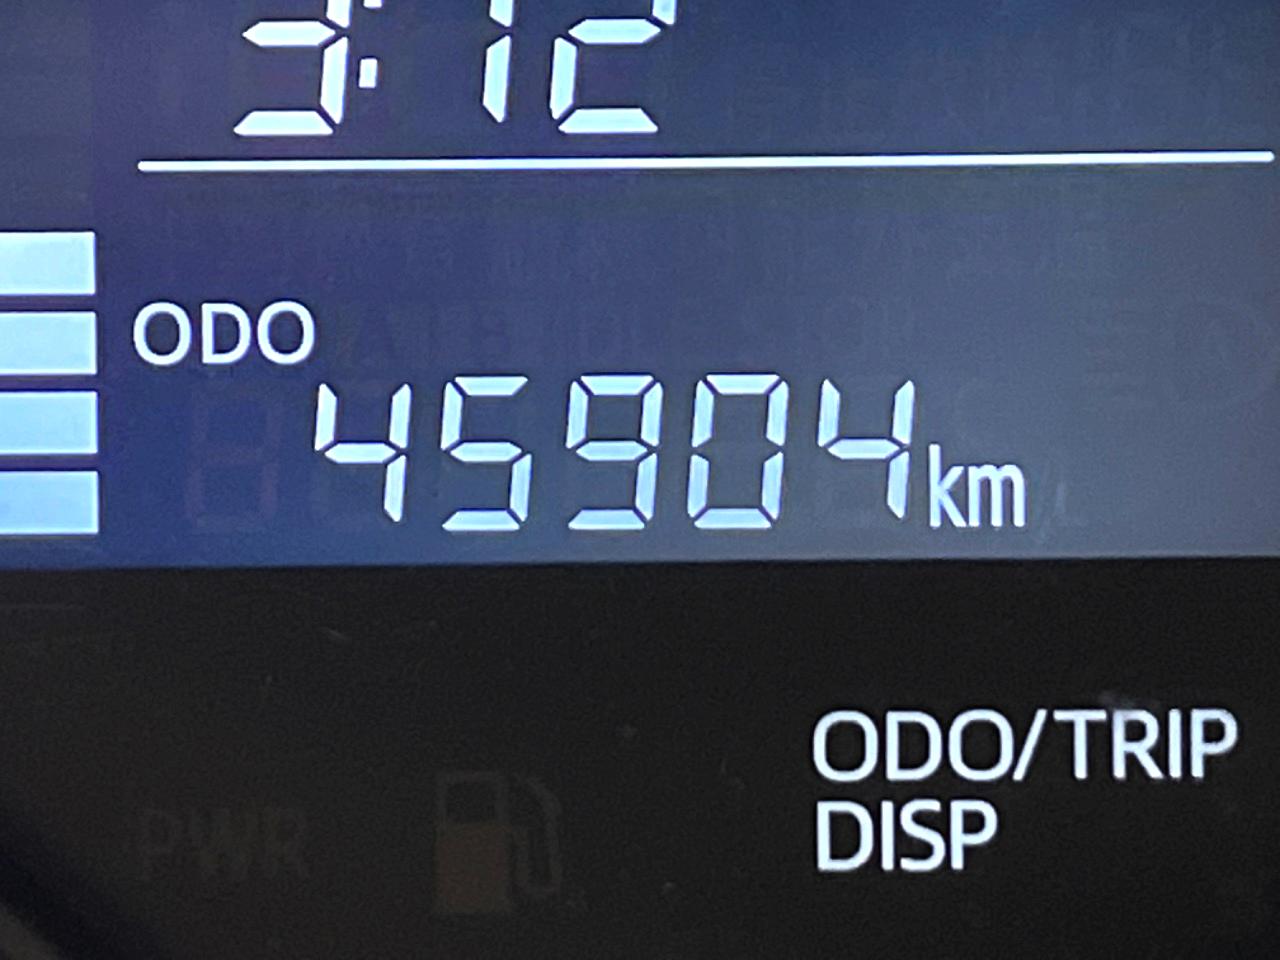 3:12
ODO
45904km
ODO/TRIP
DISP
PWR